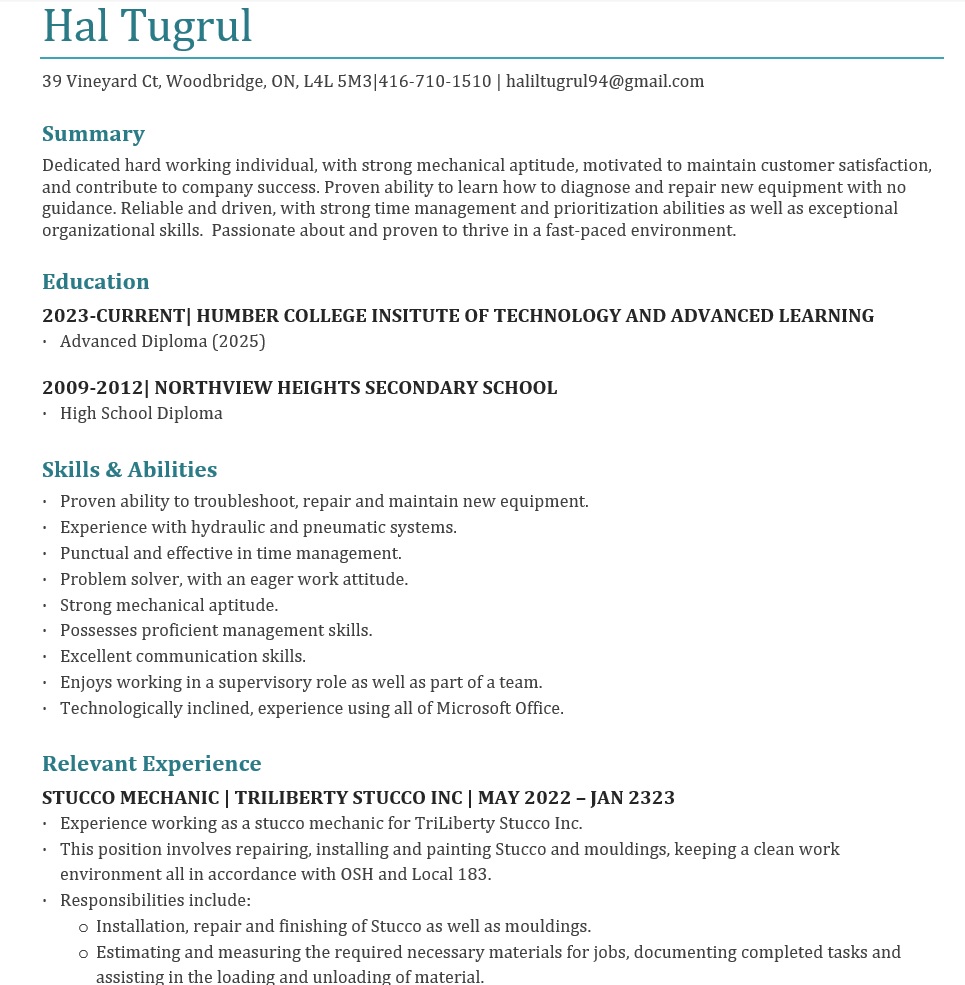 Hal Tugrul
39 Vineyard Ct, Woodbridge, ON, L4L 5M3|416-710-1510 | haliltugrul94@gmail.com
Summary
Dedicated hard working individual, with strong mechanical aptitude, motivated to maintain customer satisfaction,
and contribute to company success. Proven ability to learn how to diagnose and repair new equipment with no
guidance. Reliable and driven, with strong time management and prioritization abilities as well as exceptional
organizational skills.  Passionate about and proven to thrive in a fast-paced environment.
Education
2023-CURRENT| HUMBER COLLEGE INSITUTE OF TECHNOLOGY AND ADVANCED LEARNING
· Advanced Diploma (2025)
2009-2012| NORTHVIEW HEIGHTS SECONDARY SCHOOL
· High School Diploma
Skills & Abilities
· Proven ability to troubleshoot, repair and maintain new equipment.
· Experience with hydraulic and pneumatic systems.
· Punctual and effective in time management.
· Problem solver, with an eager work attitude.
· Strong mechanical aptitude.
· Possesses proficient management skills.
· Excellent communication skills.
· Enjoys working in a supervisory role as well as part of a team.
· Technologically inclined, experience using all of Microsoft Office.
Relevant Experience
STUCCO MECHANIC | TRILIBERTY STUCCO INC | MAY 2022 – JAN 2323
· Experience working as a stucco mechanic for TriLiberty Stucco Inc.
· This position involves repairing, installing and painting Stucco and mouldings, keeping a clean work
environment all in accordance with OSH and Local 183.
· Responsibilities include:
o Installation, repair and finishing of Stucco as well as mouldings.
o Estimating and measuring the required necessary materials for jobs, documenting completed tasks and
assisting in the loading and unloading of material.